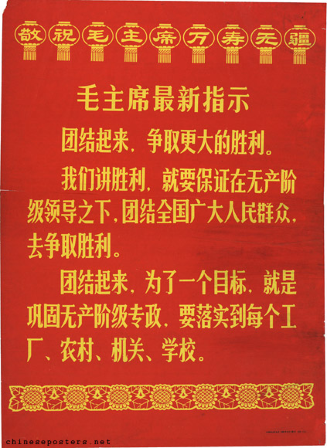 敬祝毛主席万寿无疆
毛主席最新指示
团结起来，争取更大的胜利。
我们讲胜利，就要保证在无产阶
级领导之下，团结全国广大人民群众，
去争取胜利。
团结起来，为了一个目标，就是
巩固无产阶级专政，要落实到每个工
厂、农村、机关、学校。
chineseposters.net